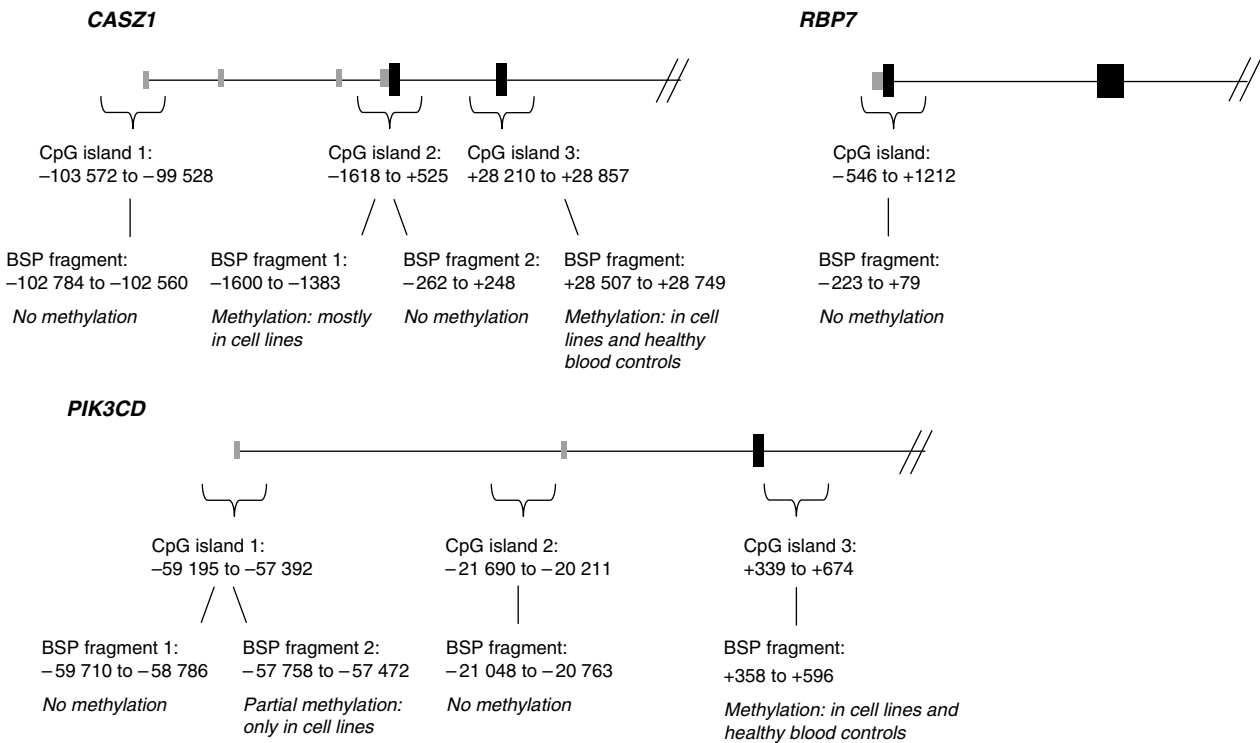 CASZ1
RBP7
CpG island 1:
–103 572 to –99 528
CpG island 2:
–1618 to +525
CpG island 3:
+28 210 to +28 857
CpG island:
–546 to +1212
BSP fragment:
–102 784 to –102 560
No methylation
BSP fragment 1:
–1600 to –1383
Methylation: mostly
in cell lines
BSP fragment 2:
–262 to +248
No methylation
BSP fragment:
+28 507 to +28 749
Methylation: in cell
lines and healthy
blood controls
BSP fragment:
–223 to +79
No methylation
PIK3CD
CpG island 1:
–59 195 to –57 392
CpG island 2:
–21 690 to –20 211
CpG island 3:
+339 to +674
BSP fragment 1:
–59 710 to –58 786
No methylation
BSP fragment 2:
–57 758 to –57 472
Partial methylation:
only in cell lines
BSP fragment:
–21 048 to –20 763
No methylation
BSP fragment:
+358 to +596
Methylation: in cell lines and
healthy blood controls